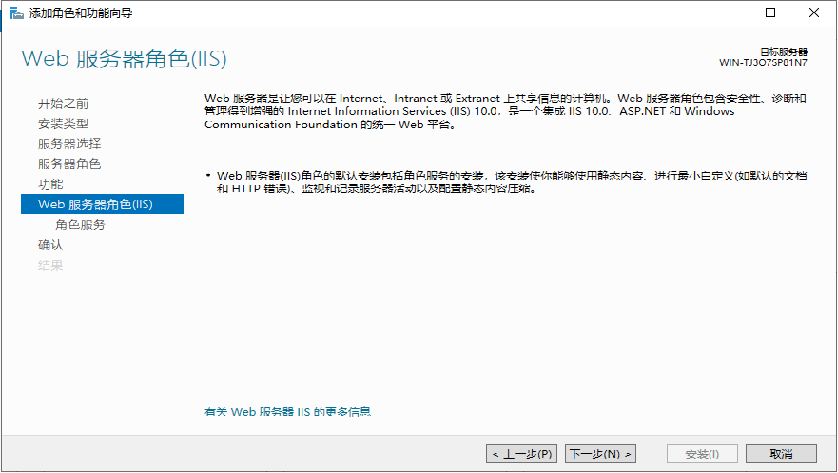 添加角色和功能向导
Web 服务器角色(IIS)
目标服务器
WIN-TJ3O7SP81N7
开始之前
安装类型
服务器选择
服务器角色
功能
Web 服务器角色(IIS)
角色服务
确认
结果
Web 服务器是让您可以在 Internet、Intranet 或 Extranet 上共享信息的计算机。Web 服务器角色包含安全性、诊断和
管理得到增强的 Internet Information Services (IIS) 10.0，是一个集成 IIS 10.0、ASP.NET 和 Windows
Communication Foundation 的统一 Web 平台。
• Web 服务器(IIS)角色的默认安装包括角色服务的安装，该安装使你能够使用静态内容、进行最小自定义(如默认的文档
和 HTTP 错误)、监视和记录服务器活动以及配置静态内容压缩。
有关 Web 服务器 IIS 的更多信息
< 上一步(P)
下一步(N) >
安装(I)
取消